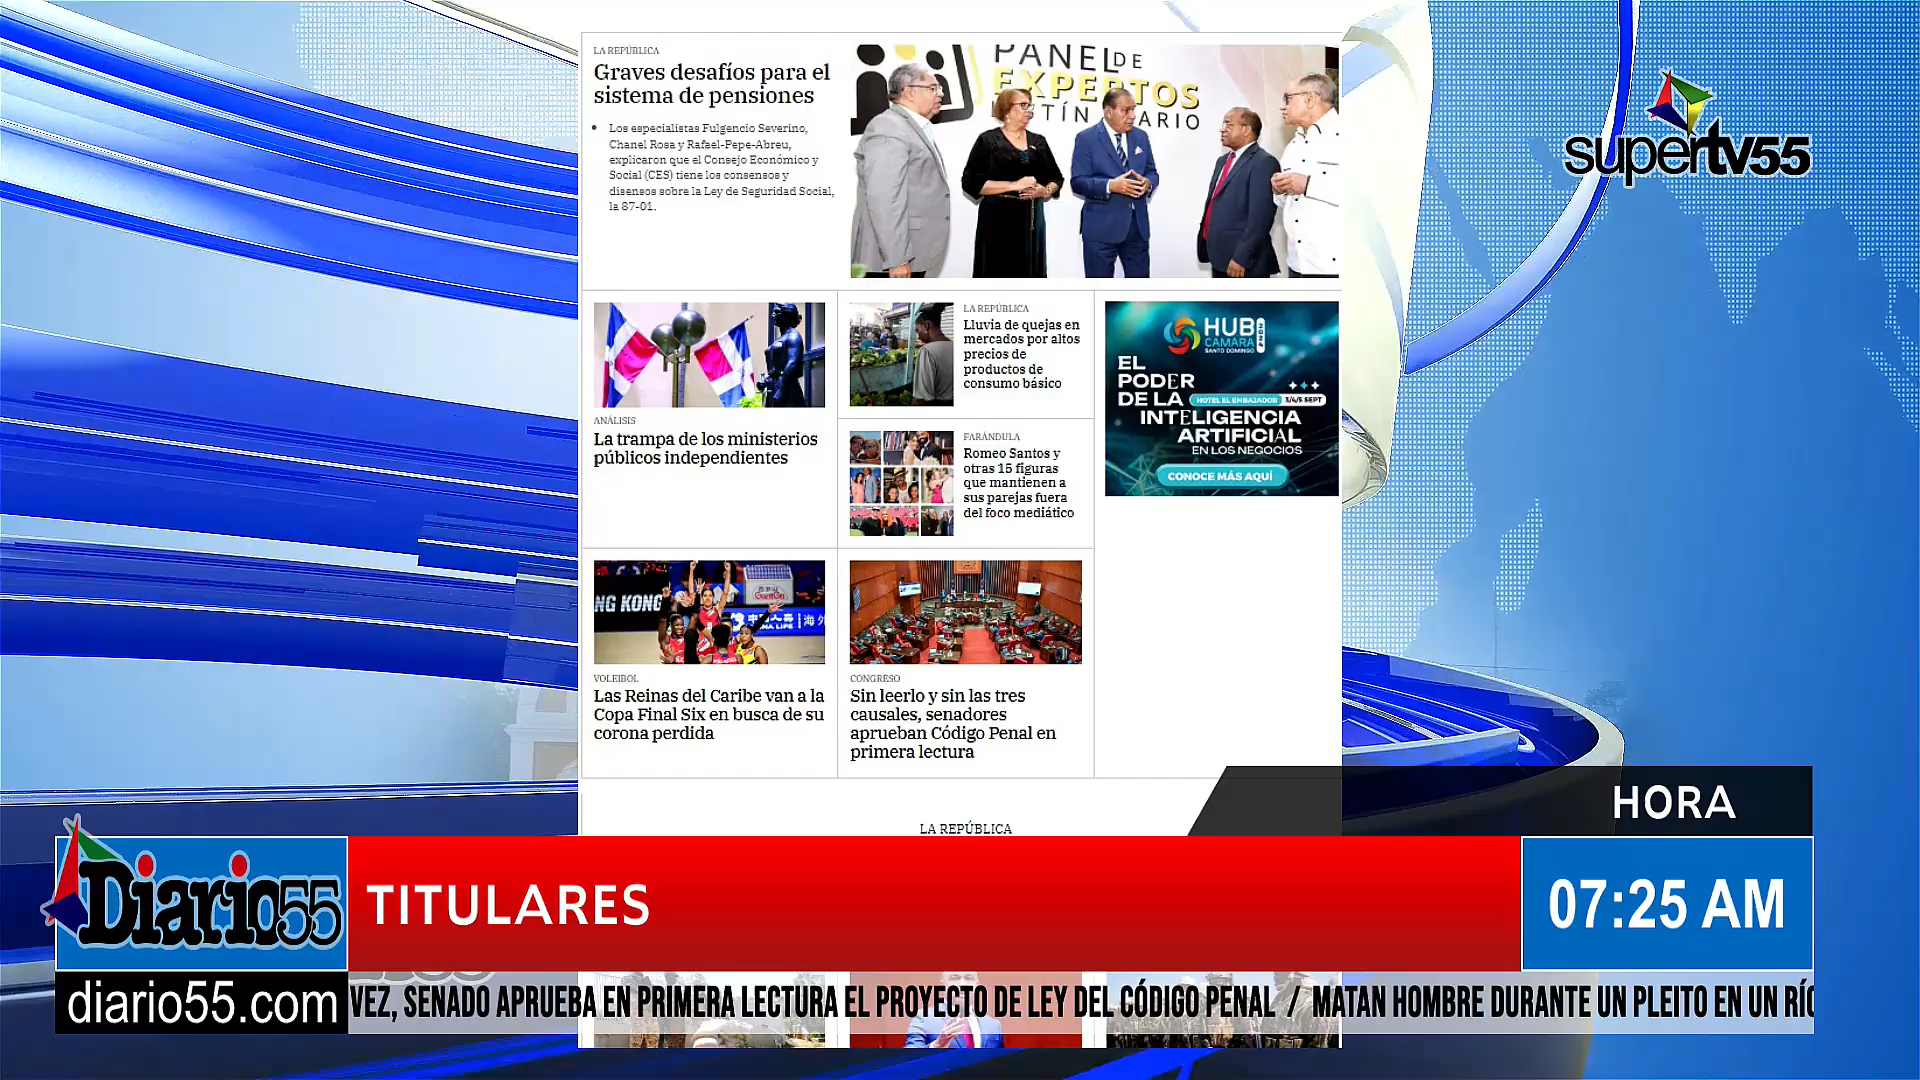 LA REPÚBLICA
Graves desafíos para el
sistema de pensiones
• Los especialistas Fulgencio Severino,
Chanel Rosa y Rafael-Pepe-Abreu,
explicaron que el Consejo Económico y
Social (CES) tiene los consensos y
disensos sobre la Ley de Seguridad Social,
la 87-01.
PANEL DE
EXPERTOS
supertv55
ANÁLISIS
La trampa de los ministerios
públicos independientes
LA REPÚBLICA
Lluvia de quejas en
mercados por altos
precios de
productos de
consumo básico
FARÁNDULA
Romeo Santos y
otras 15 figuras
que mantienen a
sus parejas fuera
del foco mediático
HUB
CAMARA
SANTO DOMINGO
EL
PODER
DE LA
HOTEL EL EMBAJADOR 3/4/5 SEPT
INTELIGENCIA
ARTIFICIAL
EN LOS NEGOCIOS
CONOCE MÁS AQUÍ
NG KONG
VOLEIBOL
Las Reinas del Caribe van a la
Copa Final Six en busca de su
corona perdida
CONGRESO
Sin leerlo y sin las tres
causales, senadores
aprueban Código Penal en
primera lectura
LA REPÚBLICA
HORA
07:25 AM
Diario55
TITULARES
diario55.com
VEZ, SENADO APRUEBA EN PRIMERA LECTURA EL PROYECTO DE LEY DEL CÓDIGO PENAL / MATAN HOMBRE DURANTE UN PLEITO EN UN RÍO